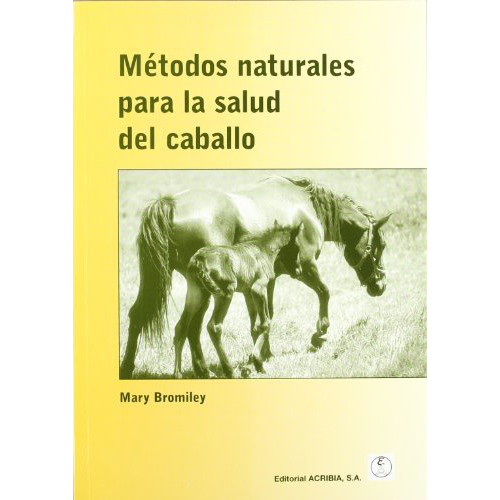 Métodos naturales
para la salud
del caballo
Mary Bromiley
Editorial ACRIBIA, S.A.